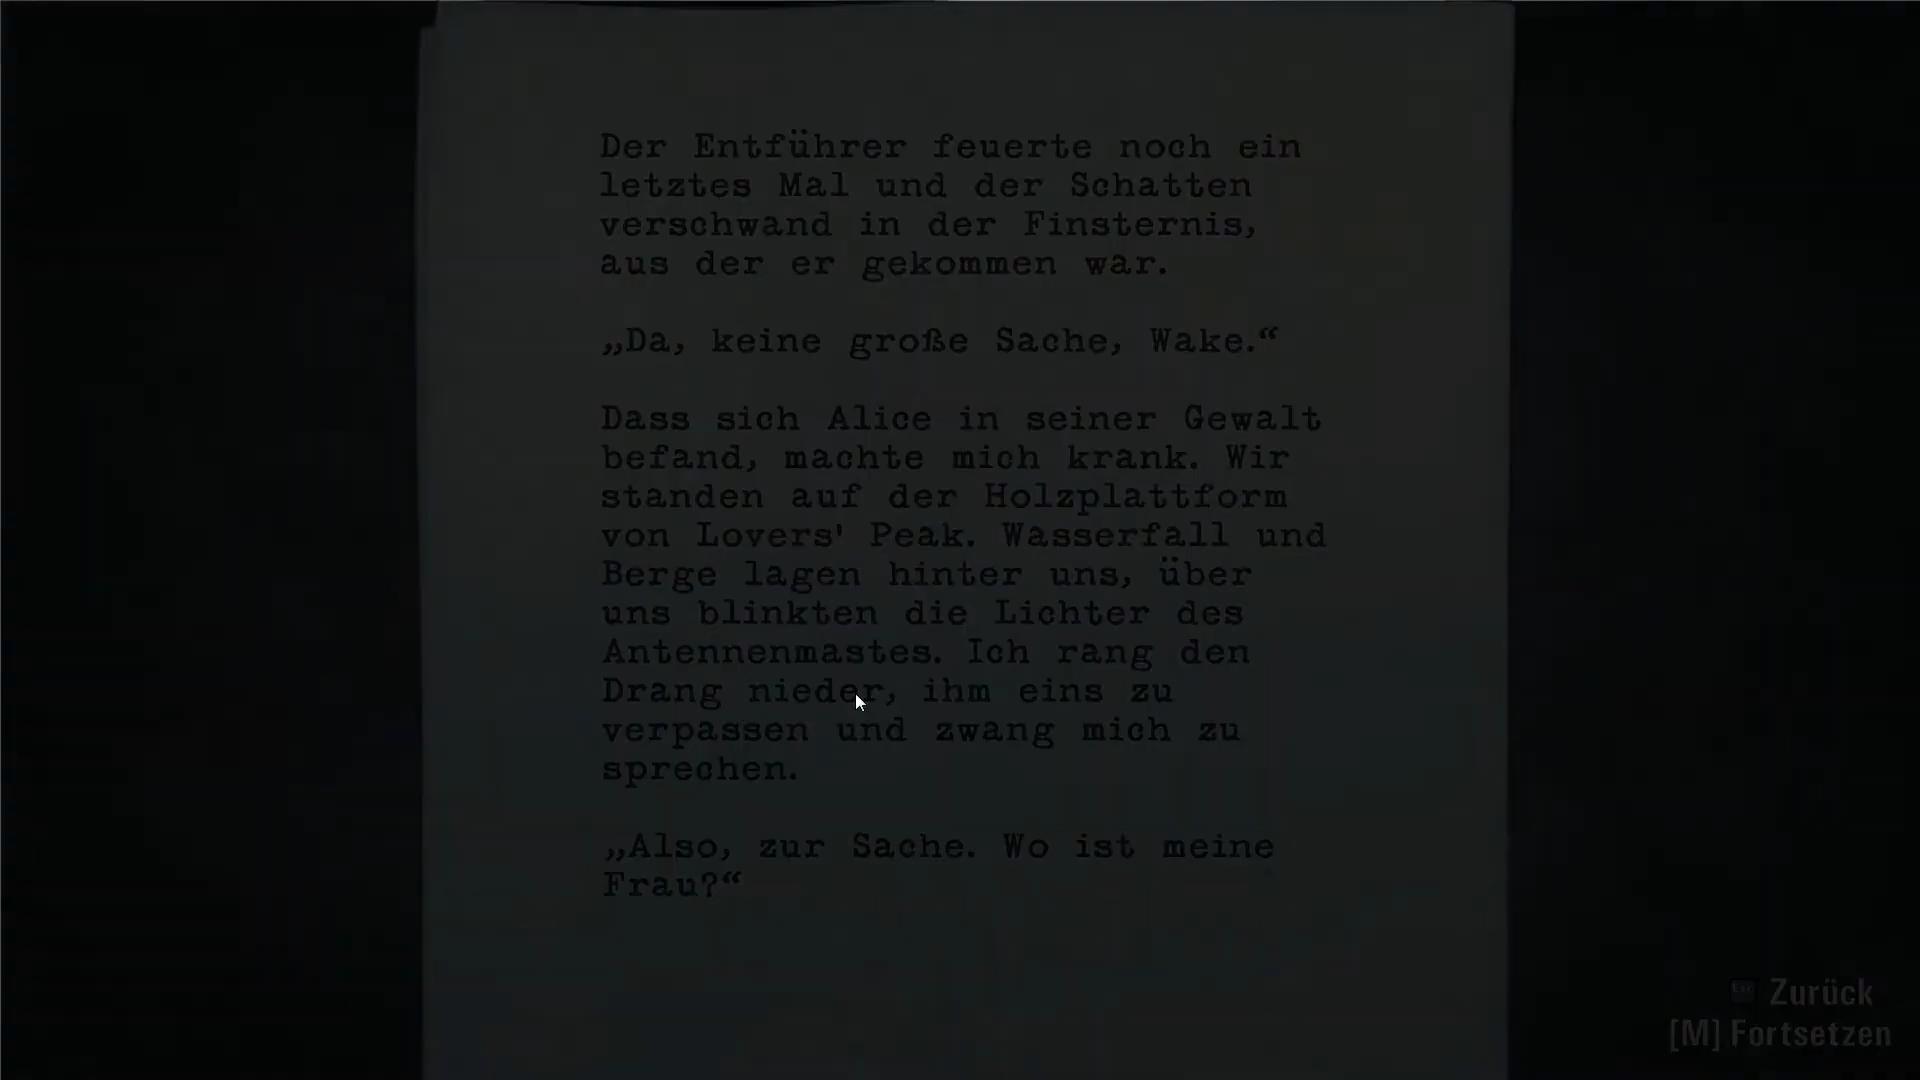 Der Entführer feuerte noch ein
letztes Mal und der Schatten
verschwand in der Finsternis,
aus der er gekommen war.
„Da, keine große Sache, Wake.“
Dass sich Alice in seiner Gewalt
befand, machte mich krank. Wir
standen auf der Holzplattform
von Lovers' Peak. Wasserfall und
Berge lagen hinter uns, über
uns blinkten die Lichter des
Antennenmastes. Ich rang den
Drang nieder, ihm eins zu
verpassen und zwang mich zu
sprechen.
„Also, zur Sache. Wo ist meine
Frau?“
Esc Zurück
[M] Fortsetzen